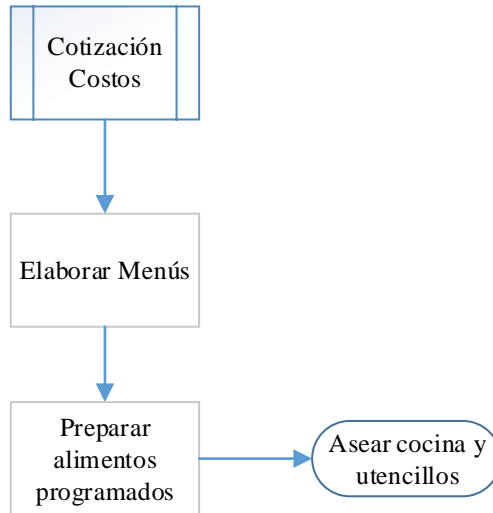 Cotización
Costos
Elaborar Menús
Preparar
alimentos
programados
Asear cocina y
utencillos